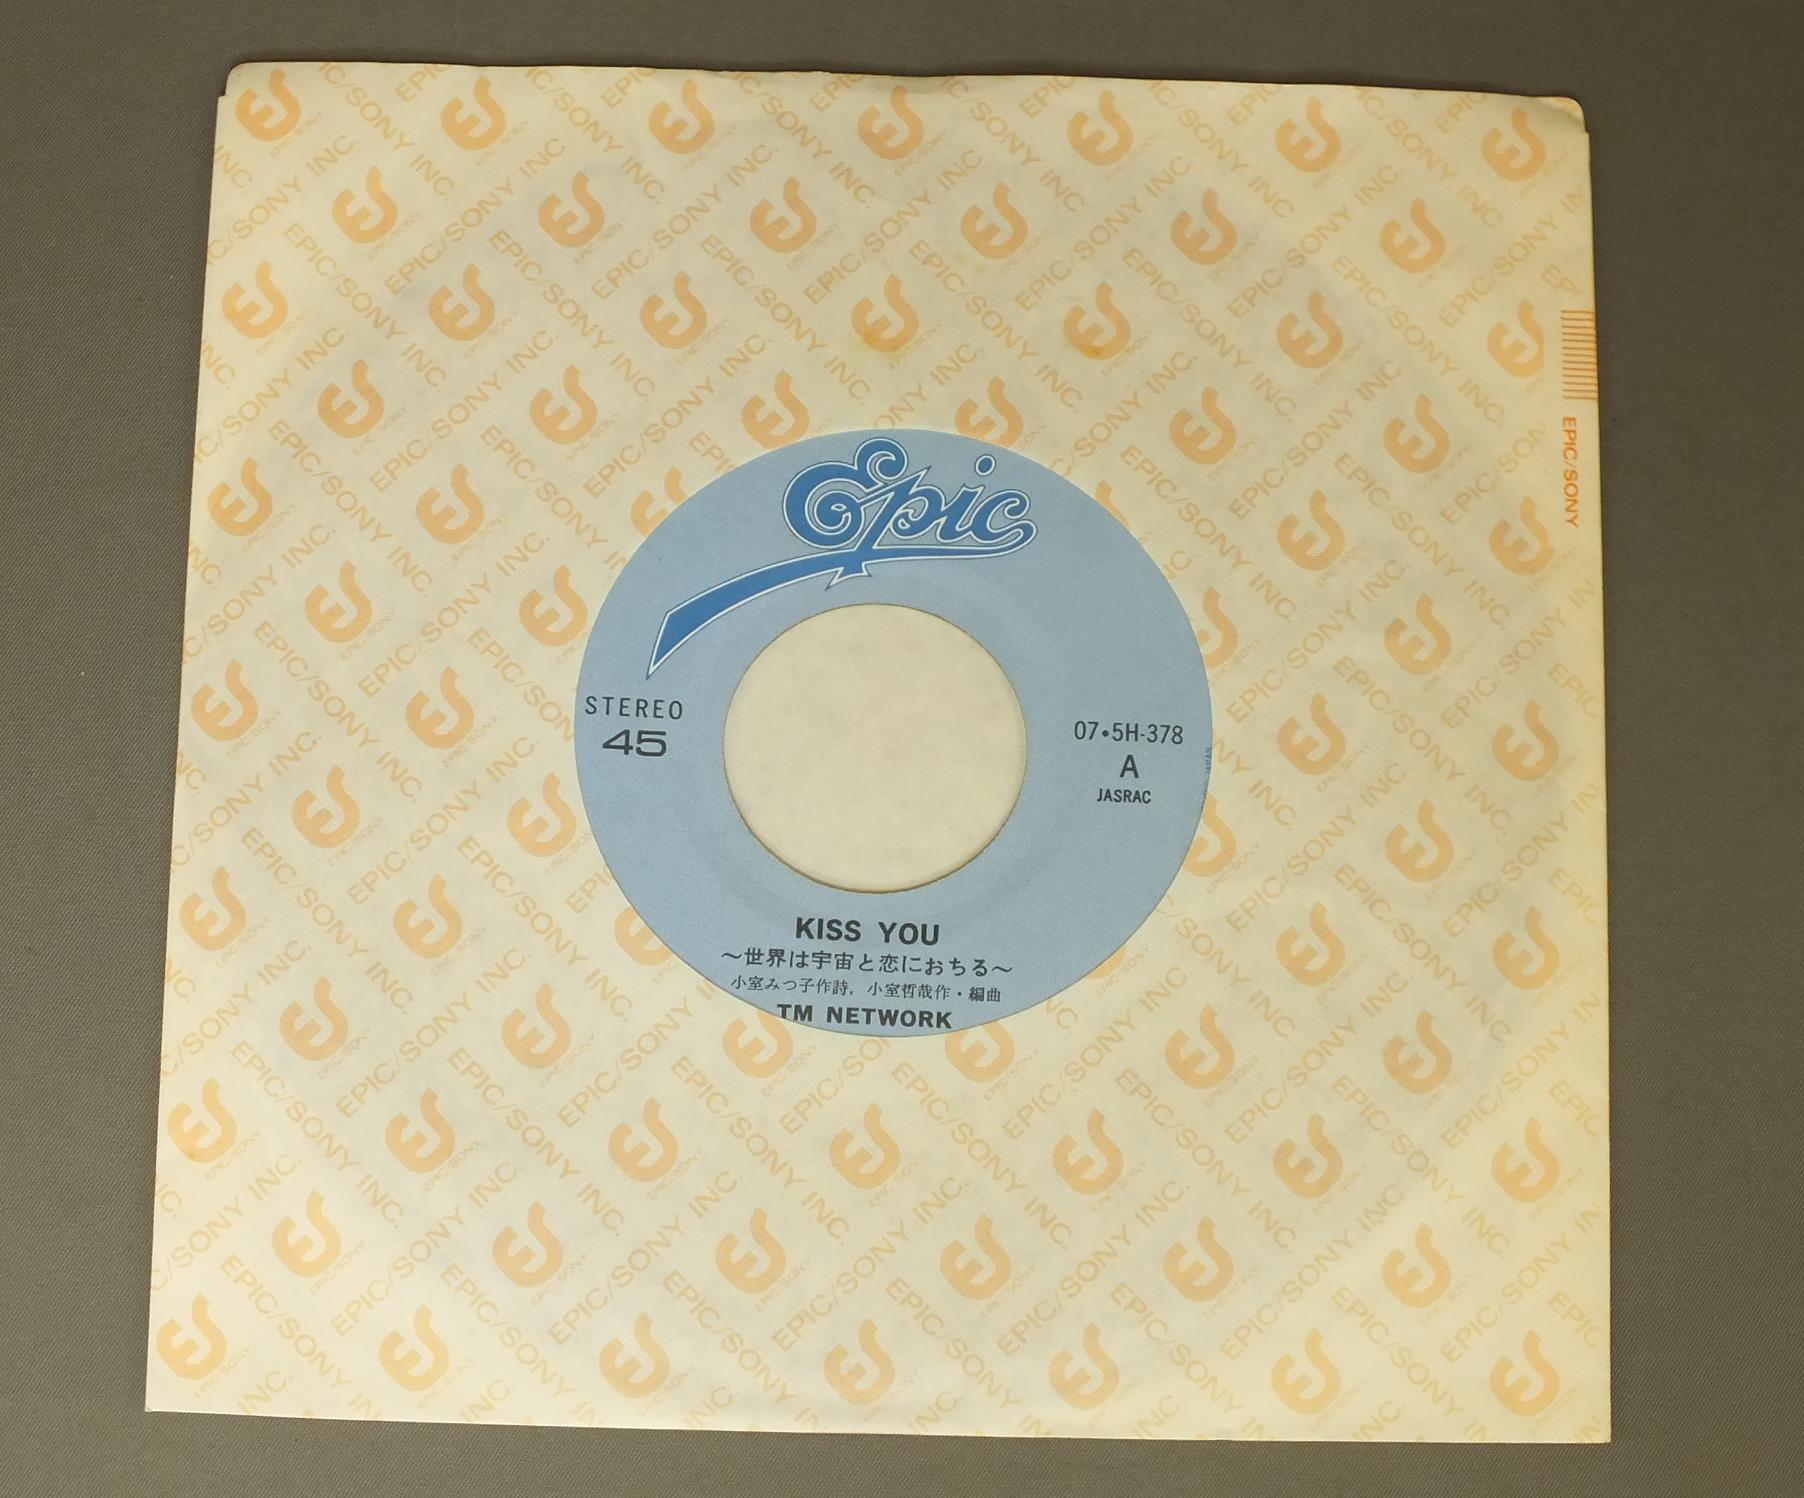 Epic
STEREO
45
07•5H-378
A
JASRAC
KISS YOU
〜世界は宇宙と恋におちる〜
小室みつ子作詩, 小室哲哉作・編曲
TM NETWORK
EPIC/SONY
EPIC/SONY INC.